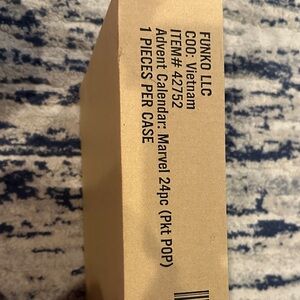 FUNKO LLC
COO: Vietnam
ITEM# 42752
Advent Calendar: Marvel 24pc (Pkt POP)
1 PIECES PER CASE